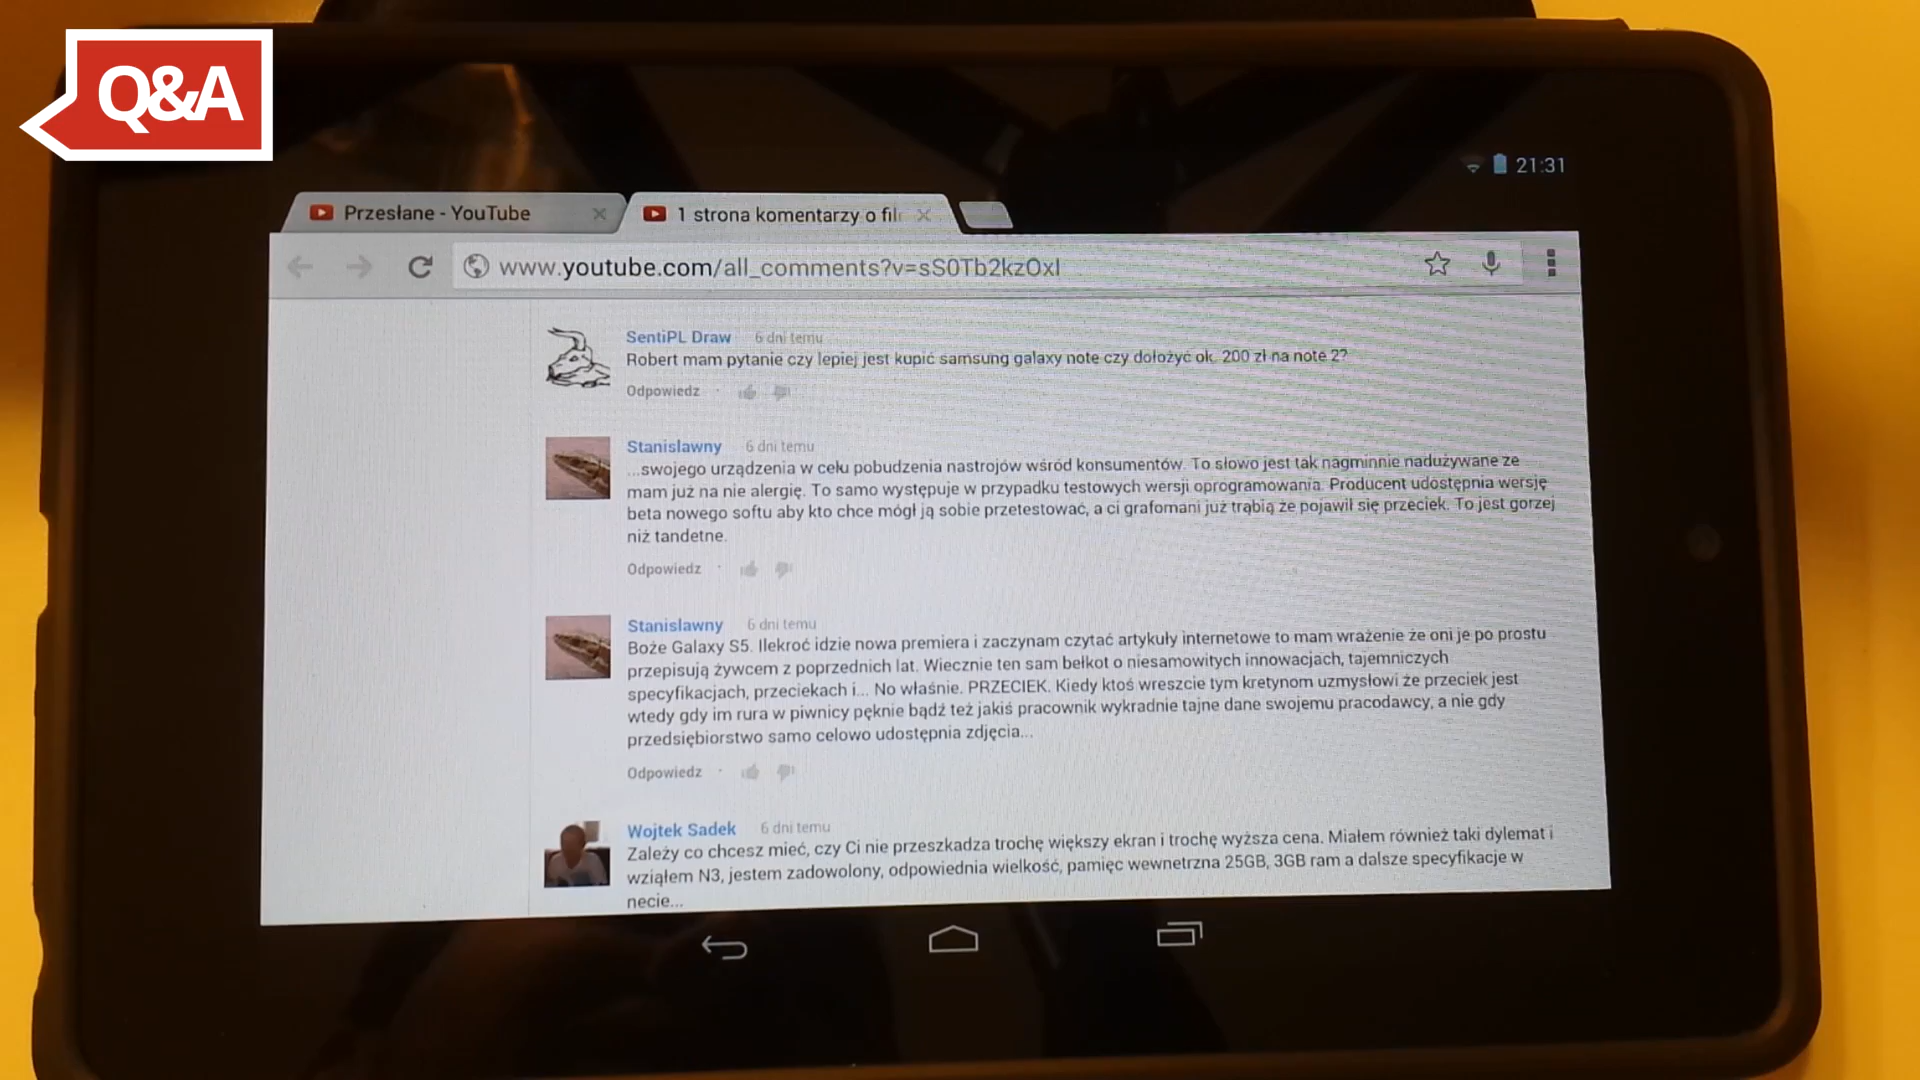 Q&A
21:31
Przesłane - YouTube
1 strona komentarzy o fil
www.youtube.com/all_comments?v=sS0Tb2kzOxI
SentiPL Draw 6 dni temu
Robert mam pytanie czy lepiej jest kupić samsung galaxy note czy dołożyć ok. 200 zł na note 2?
Odpowiedz
Stanislawny 6 dni temu
...swojego urządzenia w celu pobudzenia nastrojów wśród konsumentów. To słowo jest tak nagminnie nadużywane ze
mam już na nie alergię. To samo występuje w przypadku testowych wersji oprogramowania. Producent udostępnia wersję
beta nowego softu aby kto chce mógł ją sobie przetestować, a ci grafomani już trąbią że pojawił się przeciek. To jest gorzej
niż tandetne.
Odpowiedz
Stanislawny 6 dni temu
Boże Galaxy S5. Ilekroć idzie nowa premiera i zaczynam czytać artykuły internetowe to mam wrażenie że oni je po prostu
przepisują żywcem z poprzednich lat. Wiecznie ten sam bełkot o niesamowitych innowacjach, tajemniczych
specyfikacjach, przeciekach i... No właśnie. PRZECIEK. Kiedy ktoś wreszcie tym kretynom uzmysłowi że przeciek jest
wtedy gdy im rura w piwnicy pęknie bądź też jakiś pracownik wykradnie tajne dane swojemu pracodawcy, a nie gdy
przedsiębiorstwo samo celowo udostępnia zdjęcia...
Odpowiedz
Wojtek Sadek 6 dni temu
Zależy co chcesz mieć, czy Ci nie przeszkadza trochę większy ekran i trochę wyższa cena. Miałem również taki dylemat i
wziąłem N3, jestem zadowolony, odpowiednia wielkość, pamięć wewnetrzna 25GB, 3GB ram a dalsze specyfikacje w
necie...